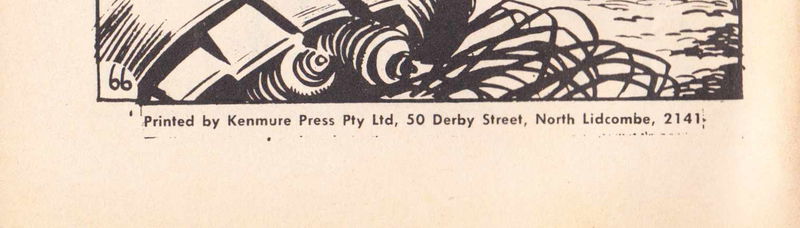 66
Printed by Kenmure Press Pty Ltd, 50 Derby Street, North Lidcombe, 2141.